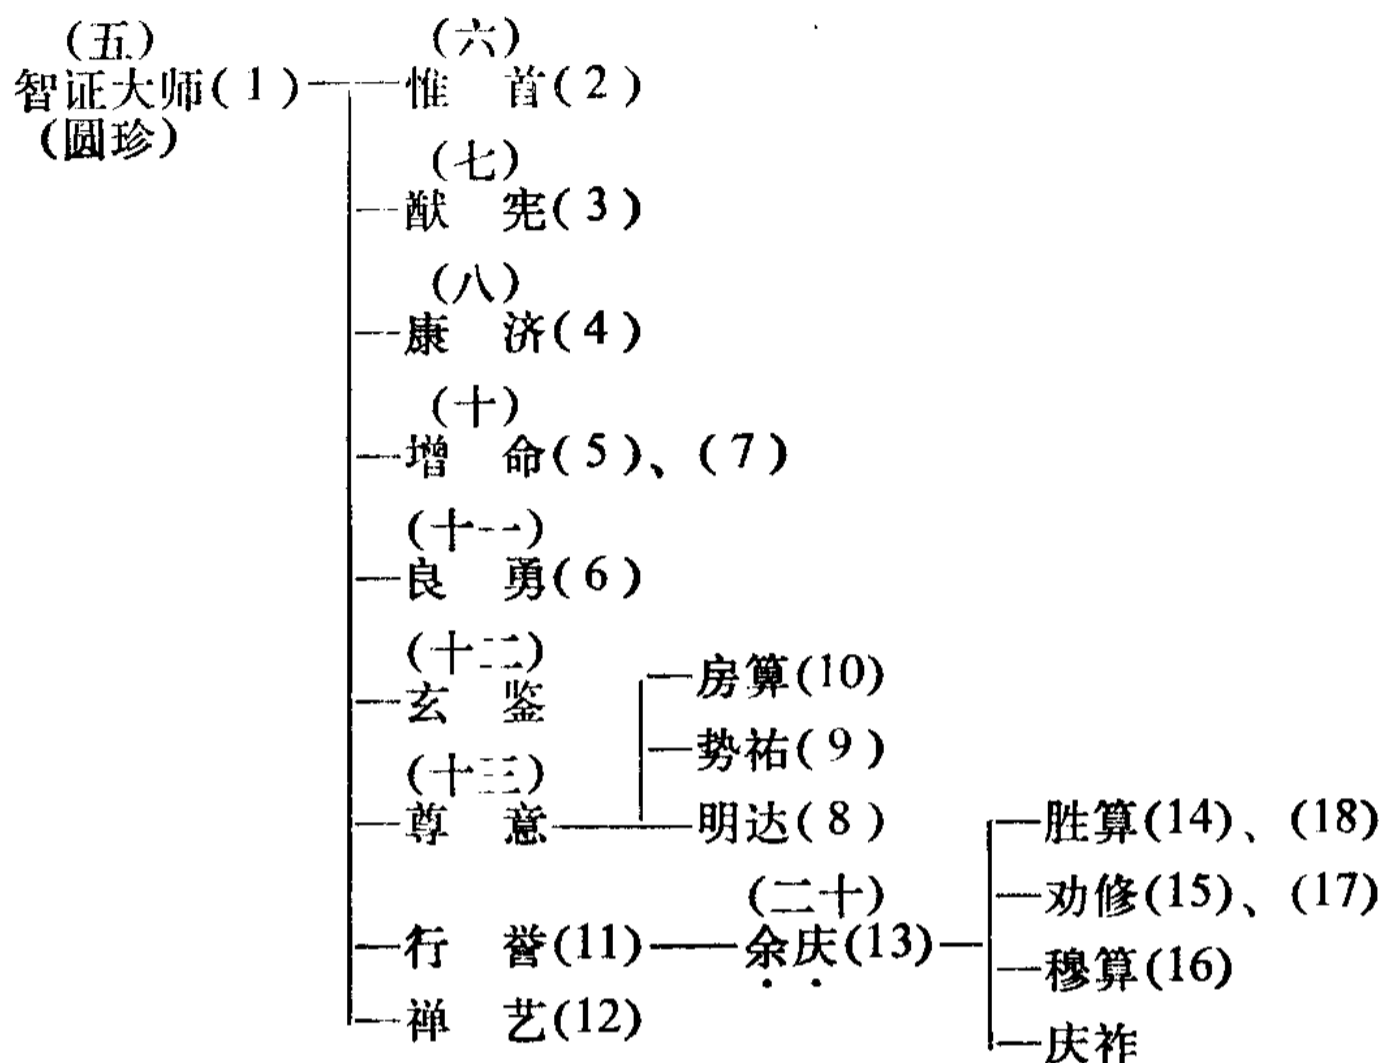 (五) (六)
智证大师(1) 惟 首(2)
(圆珍)
(七)
猷 宪(3)
(八)
康 济(4)
(十)
增 命(5)、(7)
(十一)
良 勇(6)
(十二) 房算(10)
玄 鉴
(十三) 势祐(9)
尊 意 明达(8) 胜算(14)、(18)
(二十) 劝修(15)、(17)
行 誉(11) 余庆(13)
穆算(16)
禅 艺(12) 庆祚